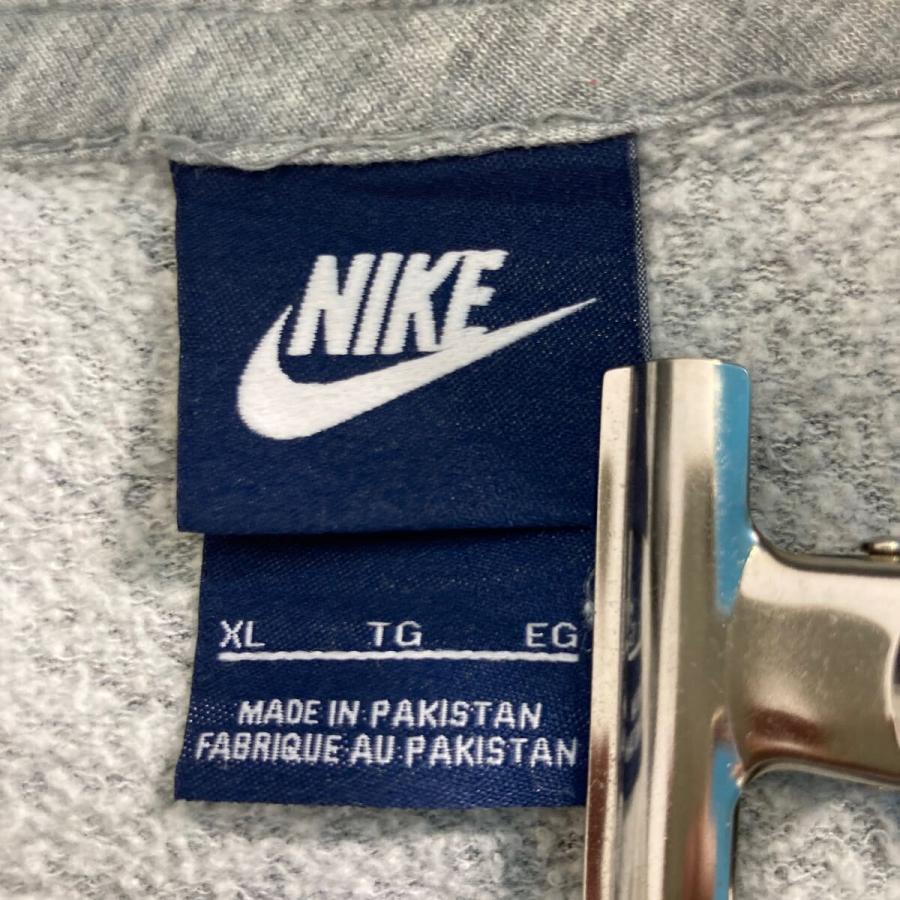 NIKE
XL TG EG
MADE IN PAKISTAN
FABRIQUE AU PAKISTAN